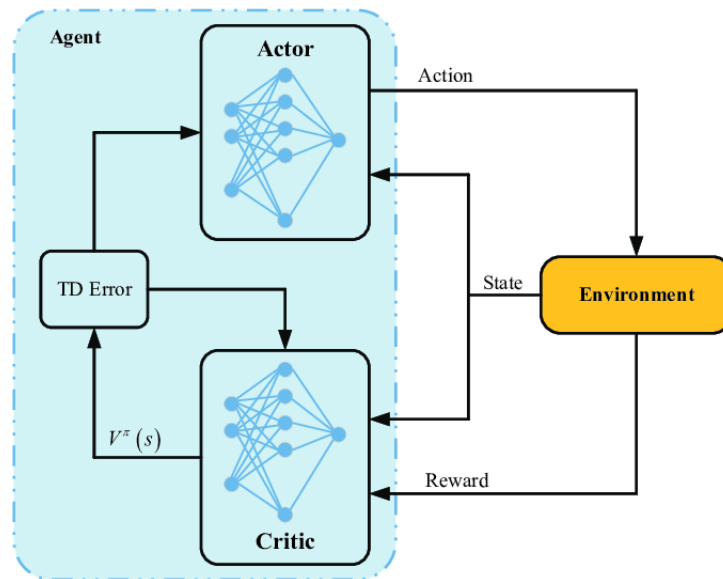 Agent
Actor
Action
TD Error
State
Environment
V^π(s)
Reward
Critic